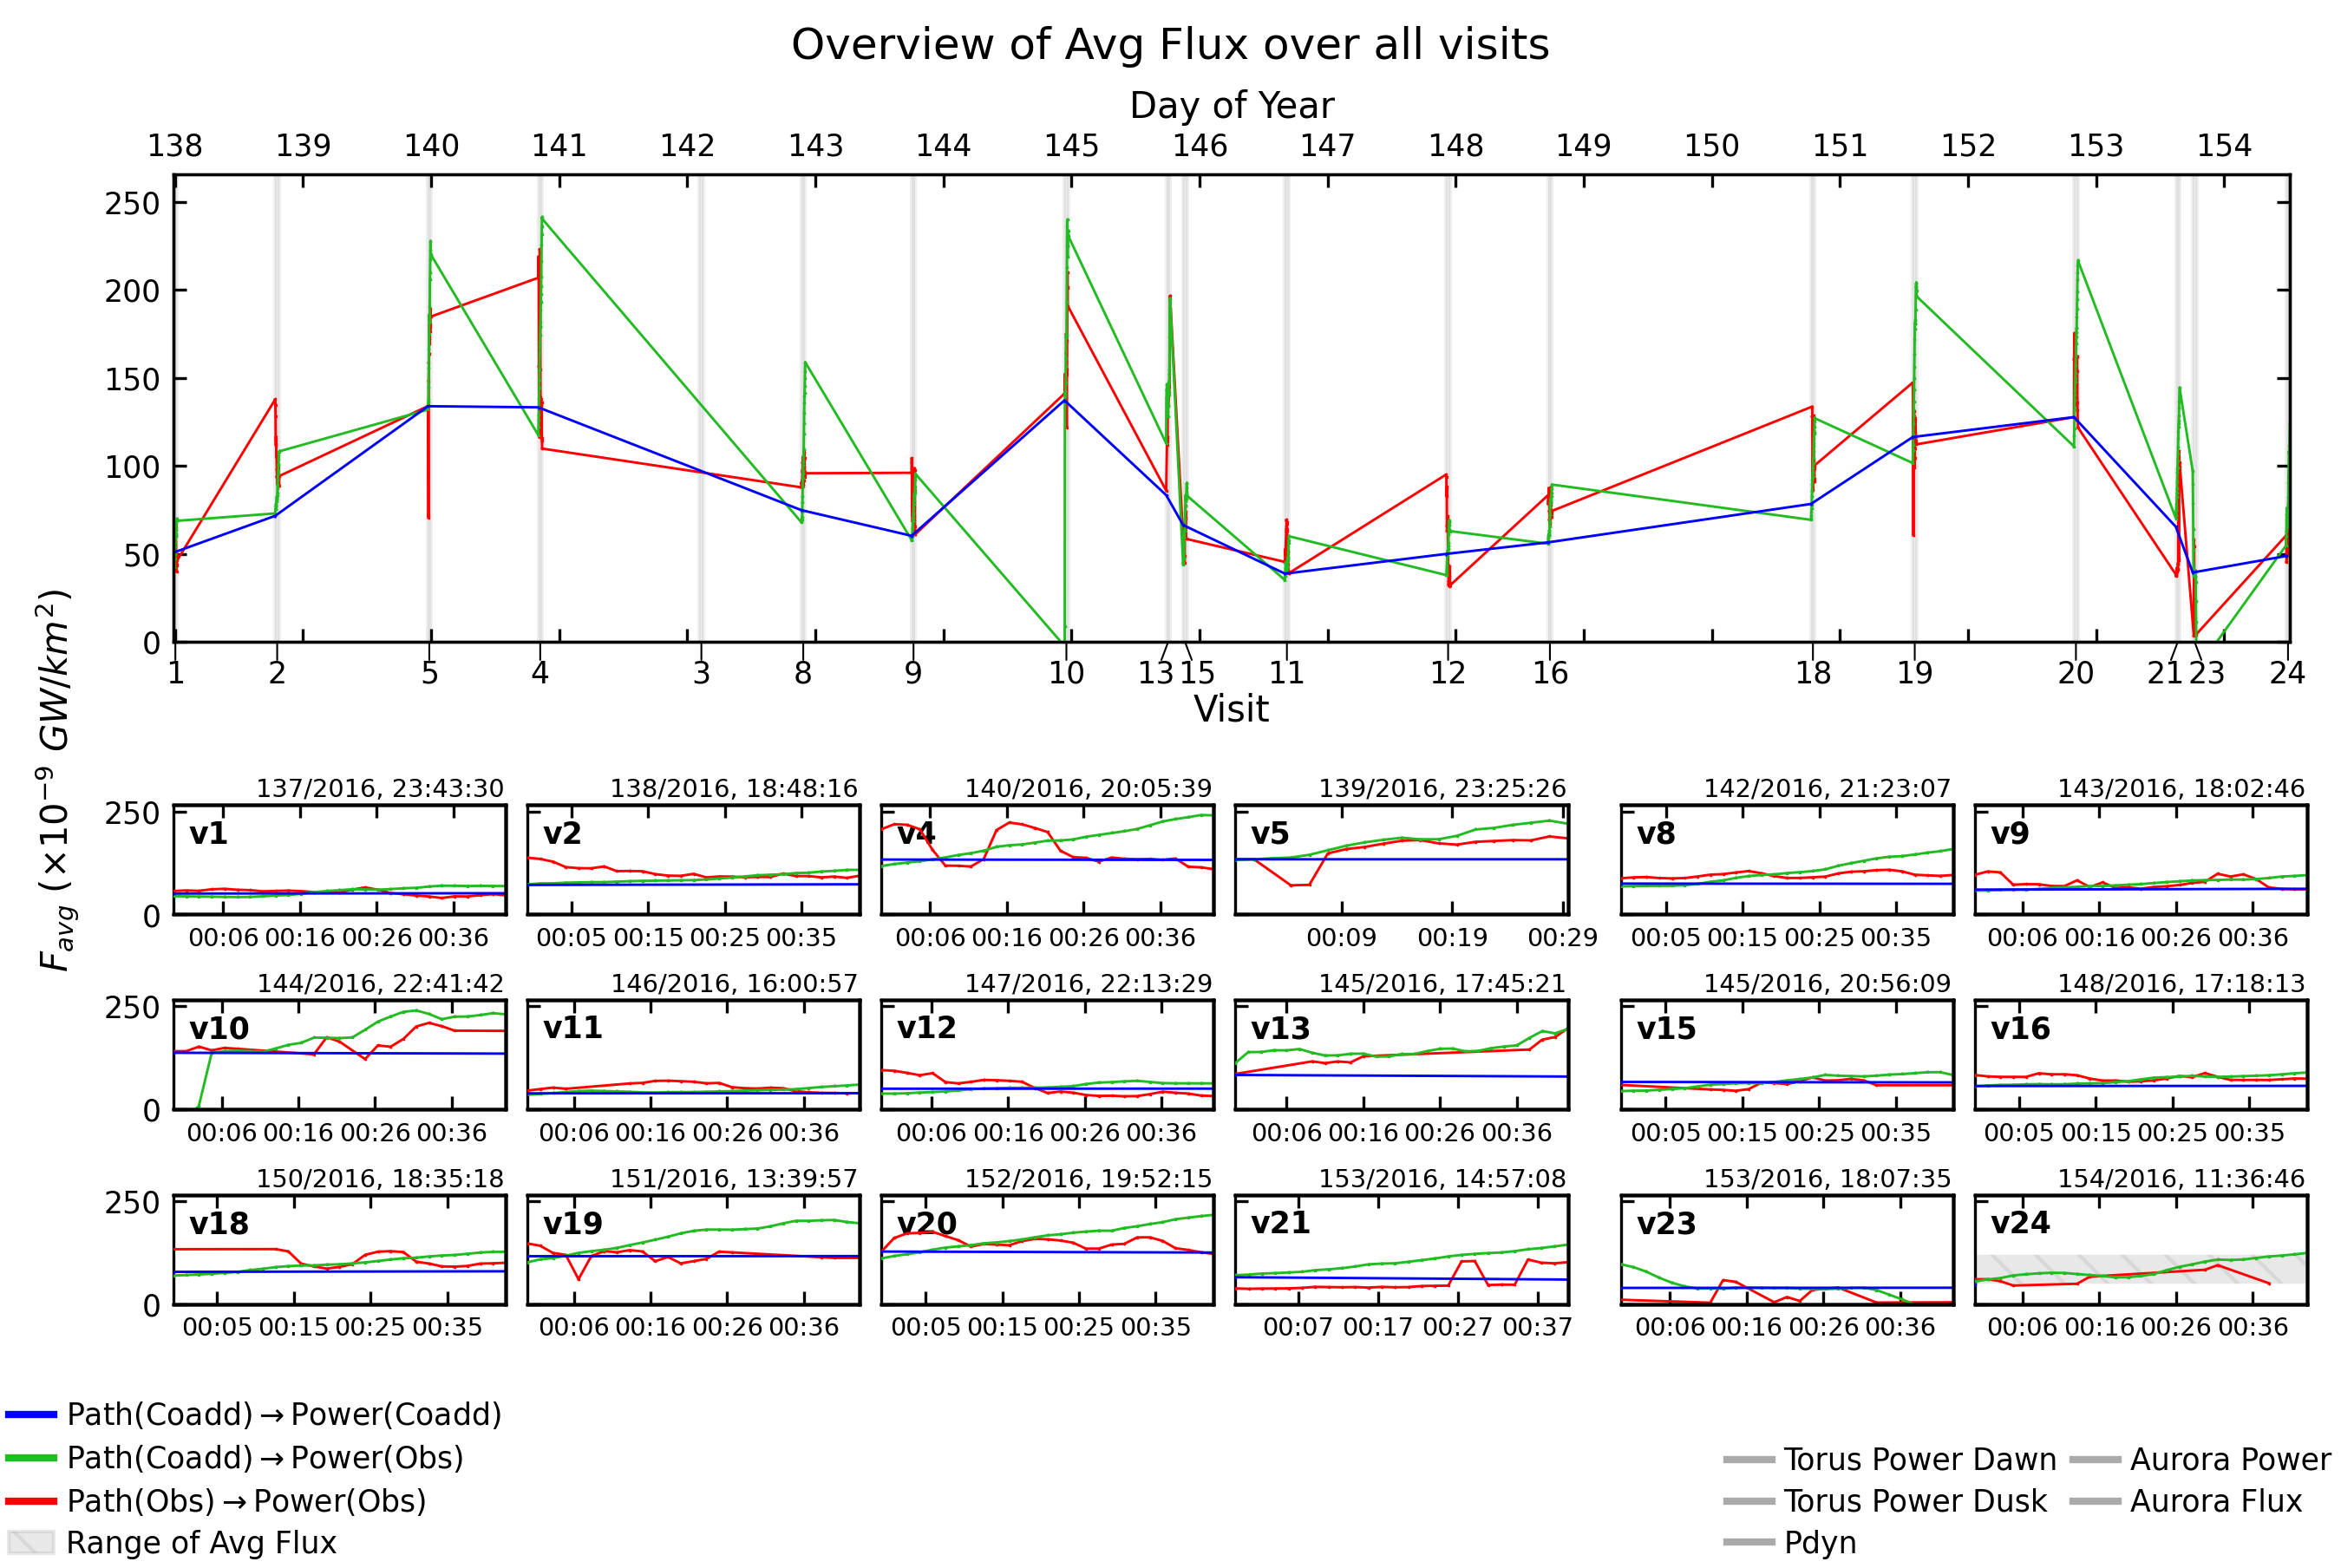 Overview of Avg Flux over all visits
Day of Year
138 139 140 141 142 143 144 145 146 147 148 149 150 151 152 153 154
250
200
150
100
50
0
1 2 5 4 3 8 9 10 13 15 11 12 16 18 19 20 21 23 24
Visit
F_avg (×10⁻⁹ GW/km²)
137/2016, 23:43:30 138/2016, 18:48:16 140/2016, 20:05:39 139/2016, 23:25:26 142/2016, 21:23:07 143/2016, 18:02:46
250
v1 v2 v4 v5 v8 v9
0
00:06 00:16 00:26 00:36 00:05 00:15 00:25 00:35 00:06 00:16 00:26 00:36 00:09 00:19 00:29 00:05 00:15 00:25 00:35 00:06 00:16 00:26 00:36
144/2016, 22:41:42 146/2016, 16:00:57 147/2016, 22:13:29 145/2016, 17:45:21 145/2016, 20:56:09 148/2016, 17:18:13
250
v10 v11 v12 v13 v15 v16
0
00:06 00:16 00:26 00:36 00:06 00:16 00:26 00:36 00:06 00:16 00:26 00:36 00:06 00:16 00:26 00:36 00:05 00:15 00:25 00:35 00:05 00:15 00:25 00:35
150/2016, 18:35:18 151/2016, 13:39:57 152/2016, 19:52:15 153/2016, 14:57:08 153/2016, 18:07:35 154/2016, 11:36:46
250
v18 v19 v20 v21 v23 v24
0
00:05 00:15 00:25 00:35 00:06 00:16 00:26 00:36 00:05 00:15 00:25 00:35 00:07 00:17 00:27 00:37 00:06 00:16 00:26 00:36 00:06 00:16 00:26 00:36
Path(Coadd)→Power(Coadd)
Path(Coadd)→Power(Obs)
Path(Obs)→Power(Obs)
Range of Avg Flux
Torus Power Dawn
Torus Power Dusk
Pdyn
Aurora Power
Aurora Flux